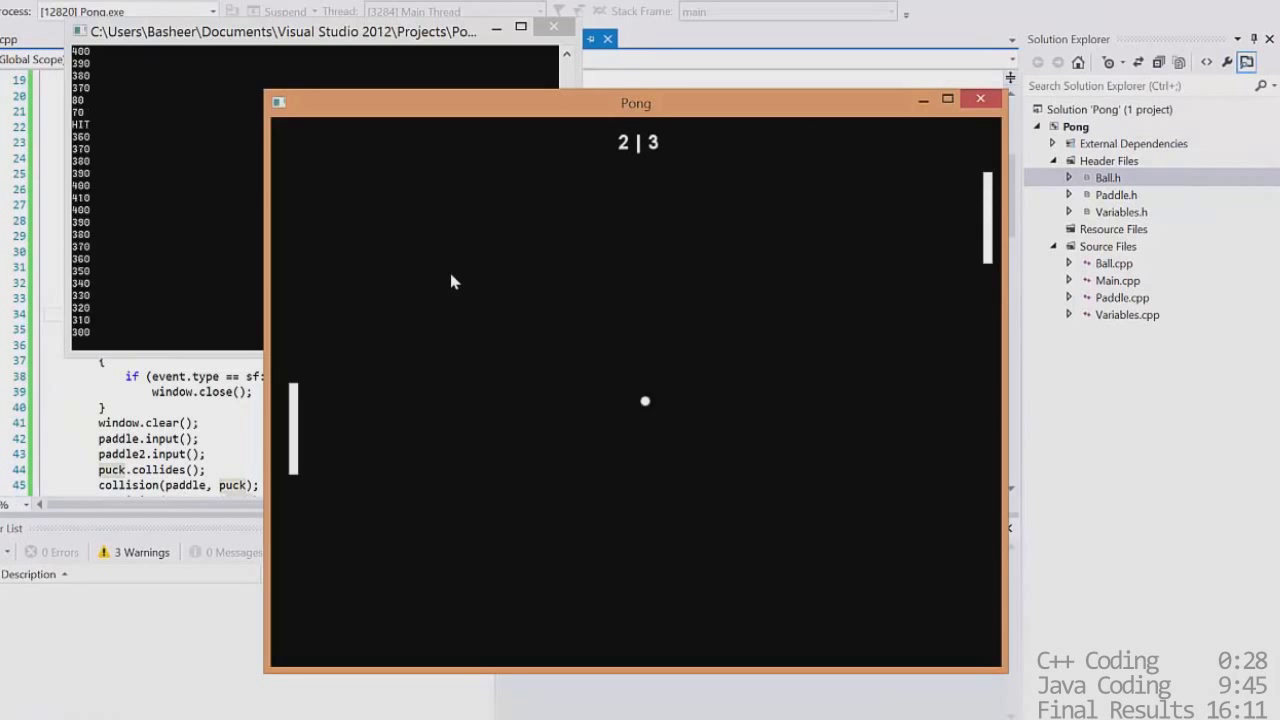 rocess: [12820] Pong.exe Suspend Thread: [3284] Main Thread Stack Frame: main
cpp
C:\Users\Basheer\Documents\Visual Studio 2012\Projects\Po...
Global Scope)
400
390
380
370
80
70
HIT
360
370
380
390
400
410
400
390
380
370
360
350
340
330
320
310
300
19
20
21
22
23
24
25
26
27
28
29
30
31
32
33
34
35
36
37 {
38 if (event.type == sf:
39 window.close();
40 }
41 window.clear();
42 paddle.input();
43 paddle2.input();
44 puck.collides();
45 collision(paddle, puck);
%
r List
0 Errors 3 Warnings 0 Messages
Description
Pong
2 | 3
Solution Explorer
Search Solution Explorer (Ctrl+;)
Solution 'Pong' (1 project)
Pong
External Dependencies
Header Files
Ball.h
Paddle.h
Variables.h
Resource Files
Source Files
Ball.cpp
Main.cpp
Paddle.cpp
Variables.cpp
C++ Coding 0:28
Java Coding 9:45
Final Results 16:11